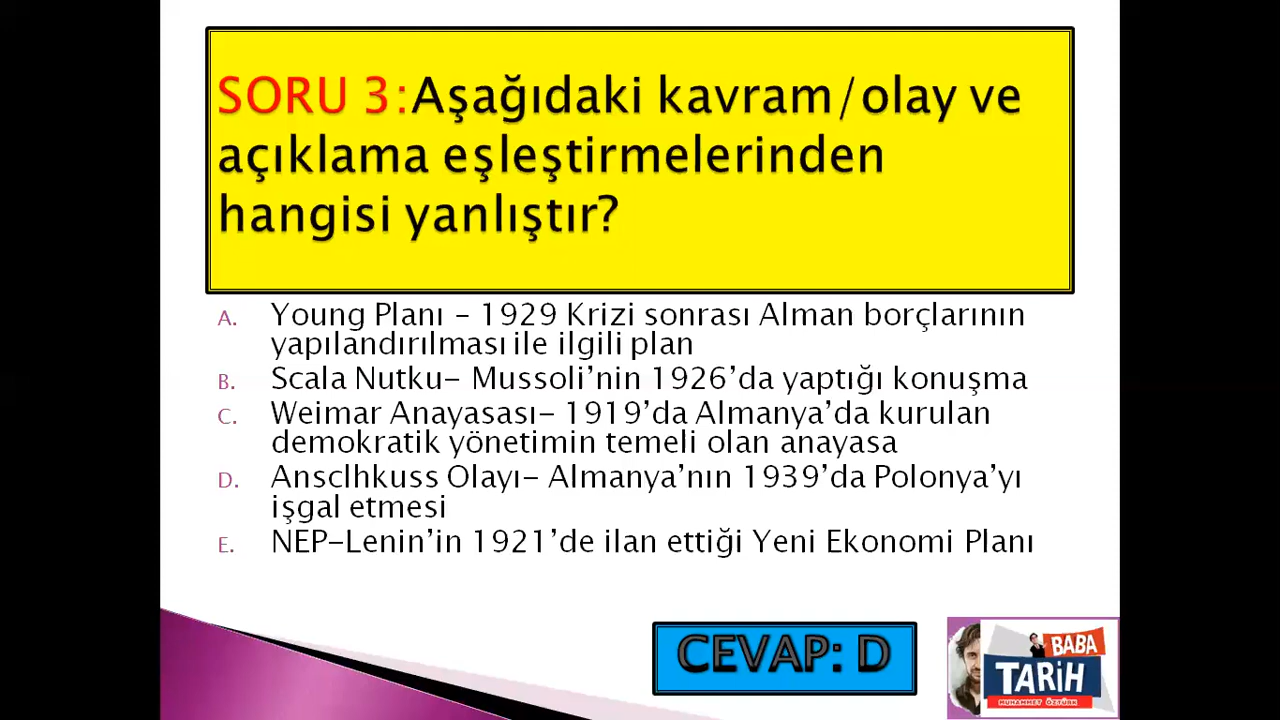 SORU 3:Aşağıdaki kavram/olay ve
açıklama eşleştirmelerinden
hangisi yanlıştır?
A. Young Planı – 1929 Krizi sonrası Alman borçlarının
yapılandırılması ile ilgili plan
B. Scala Nutku- Mussoli’nin 1926’da yaptığı konuşma
C. Weimar Anayasası- 1919’da Almanya’da kurulan
demokratik yönetimin temeli olan anayasa
D. Ansclhkuss Olayı- Almanya’nın 1939’da Polonya’yı
işgal etmesi
E. NEP-Lenin’in 1921’de ilan ettiği Yeni Ekonomi Planı
CEVAP: D
BABA
TARİH
MUHAMMET ÖZTÜRK